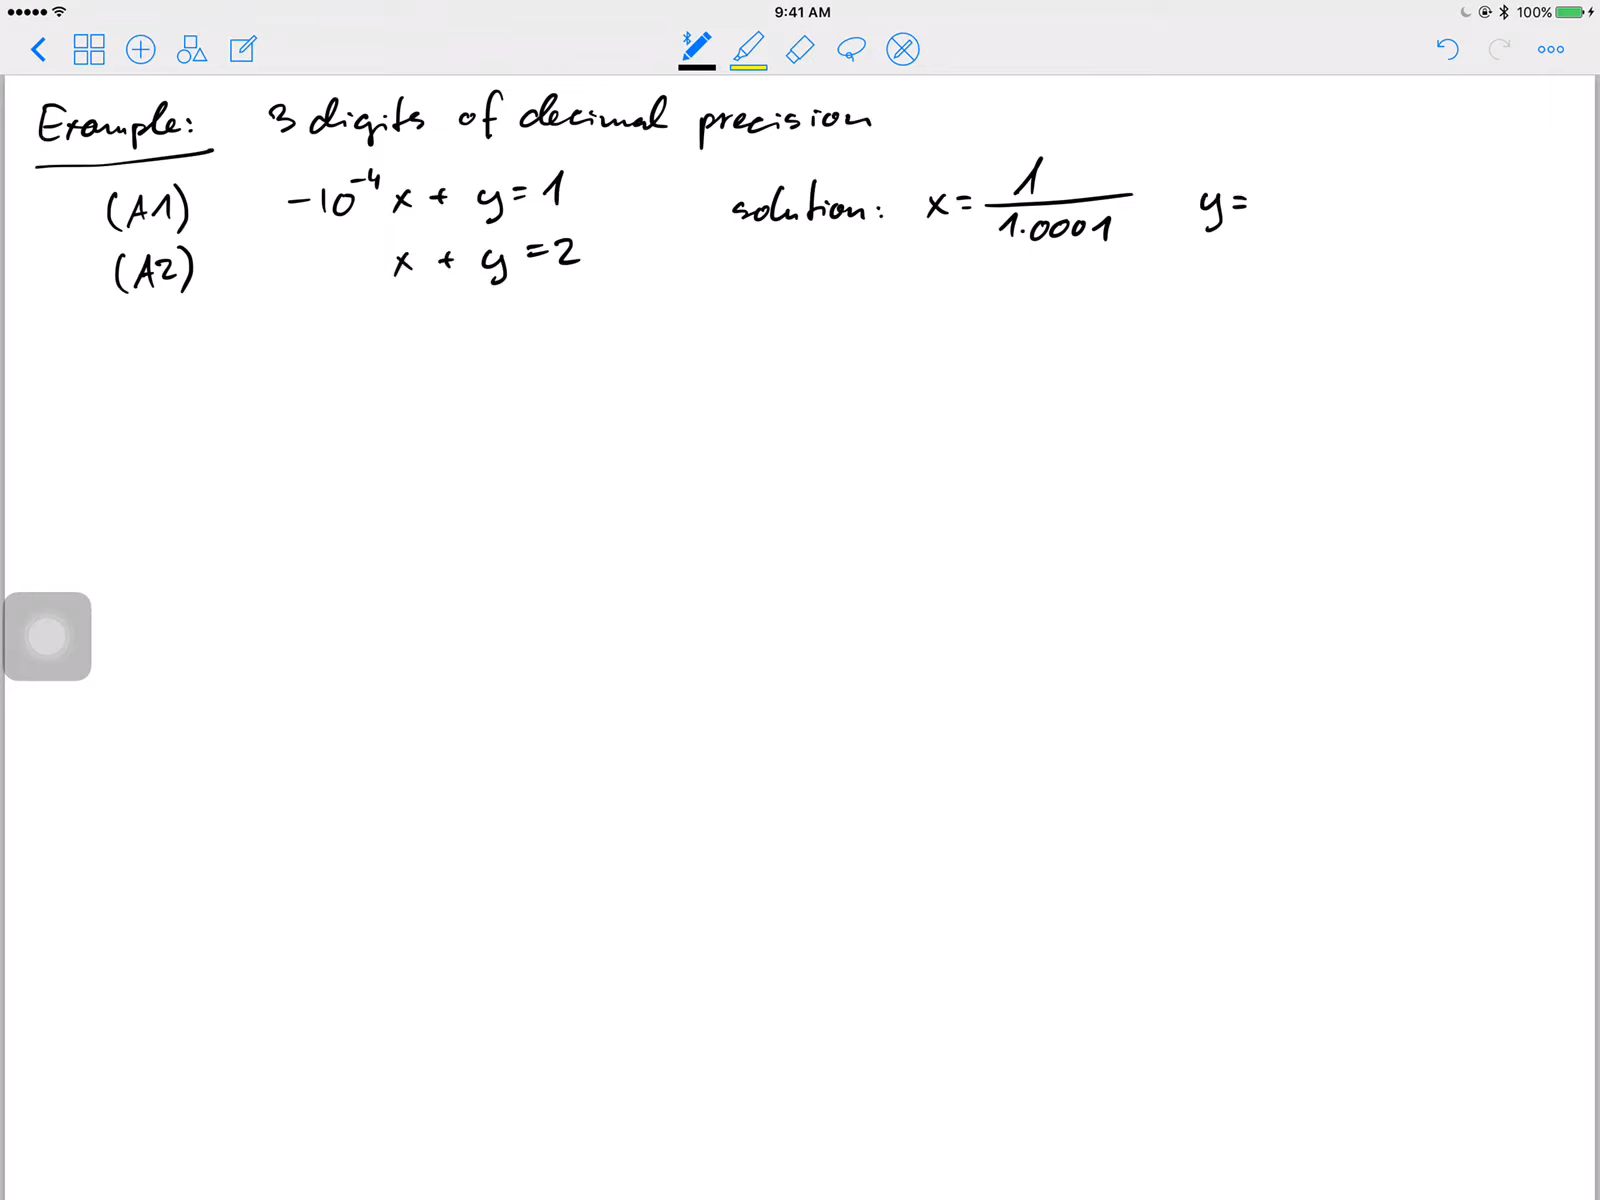 9:41 AM
100%
Example: 3 digits of decimal precision
(A1) -10⁻⁴ x + y = 1 solution: x = 1/1.0001 y =
(A2) x + y = 2